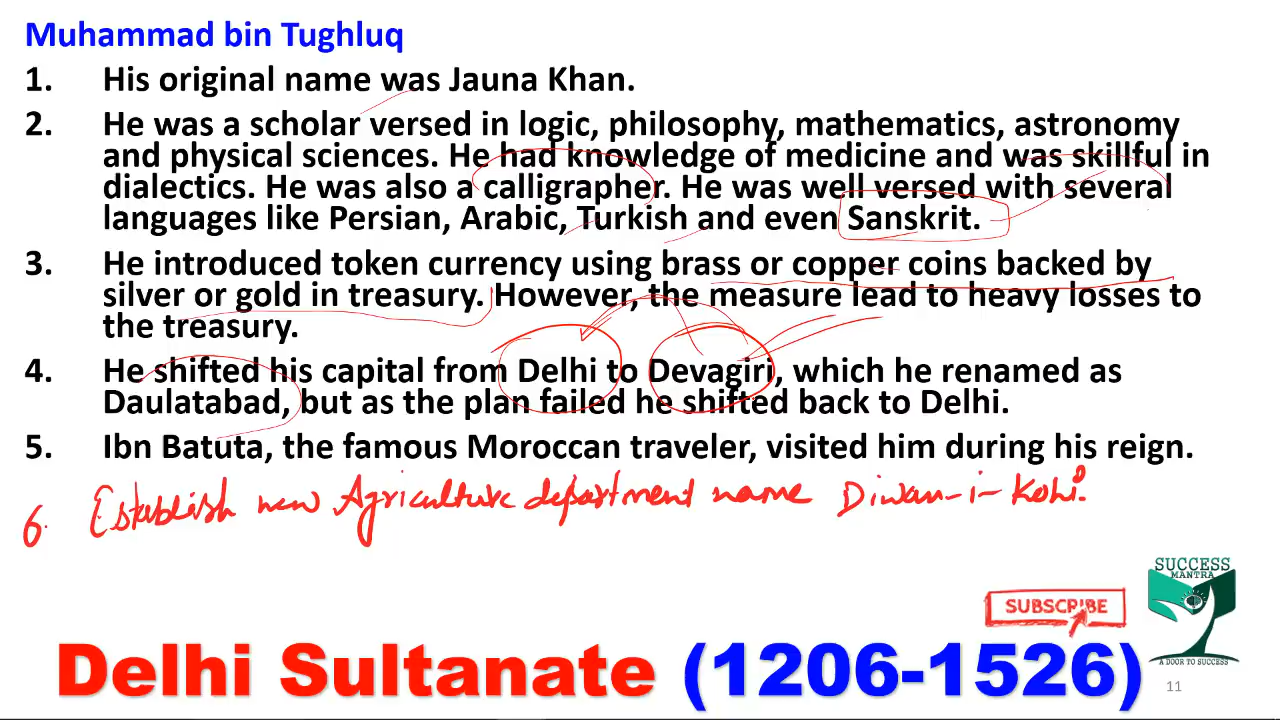 Muhammad bin Tughluq
1. His original name was Jauna Khan.
2. He was a scholar versed in logic, philosophy, mathematics, astronomy
and physical sciences. He had knowledge of medicine and was skillful in
dialectics. He was also a calligrapher. He was well versed with several
languages like Persian, Arabic, Turkish and even Sanskrit.
3. He introduced token currency using brass or copper coins backed by
silver or gold in treasury. However, the measure lead to heavy losses to
the treasury.
4. He shifted his capital from Delhi to Devagiri, which he renamed as
Daulatabad, but as the plan failed he shifted back to Delhi.
5. Ibn Batuta, the famous Moroccan traveler, visited him during his reign.
6. Establish new Agriculture department name Diwan-i-Kohi
SUCCESS
MANTRA
A DOOR TO SUCCESS
SUBSCRIBE
Delhi Sultanate (1206-1526)
11